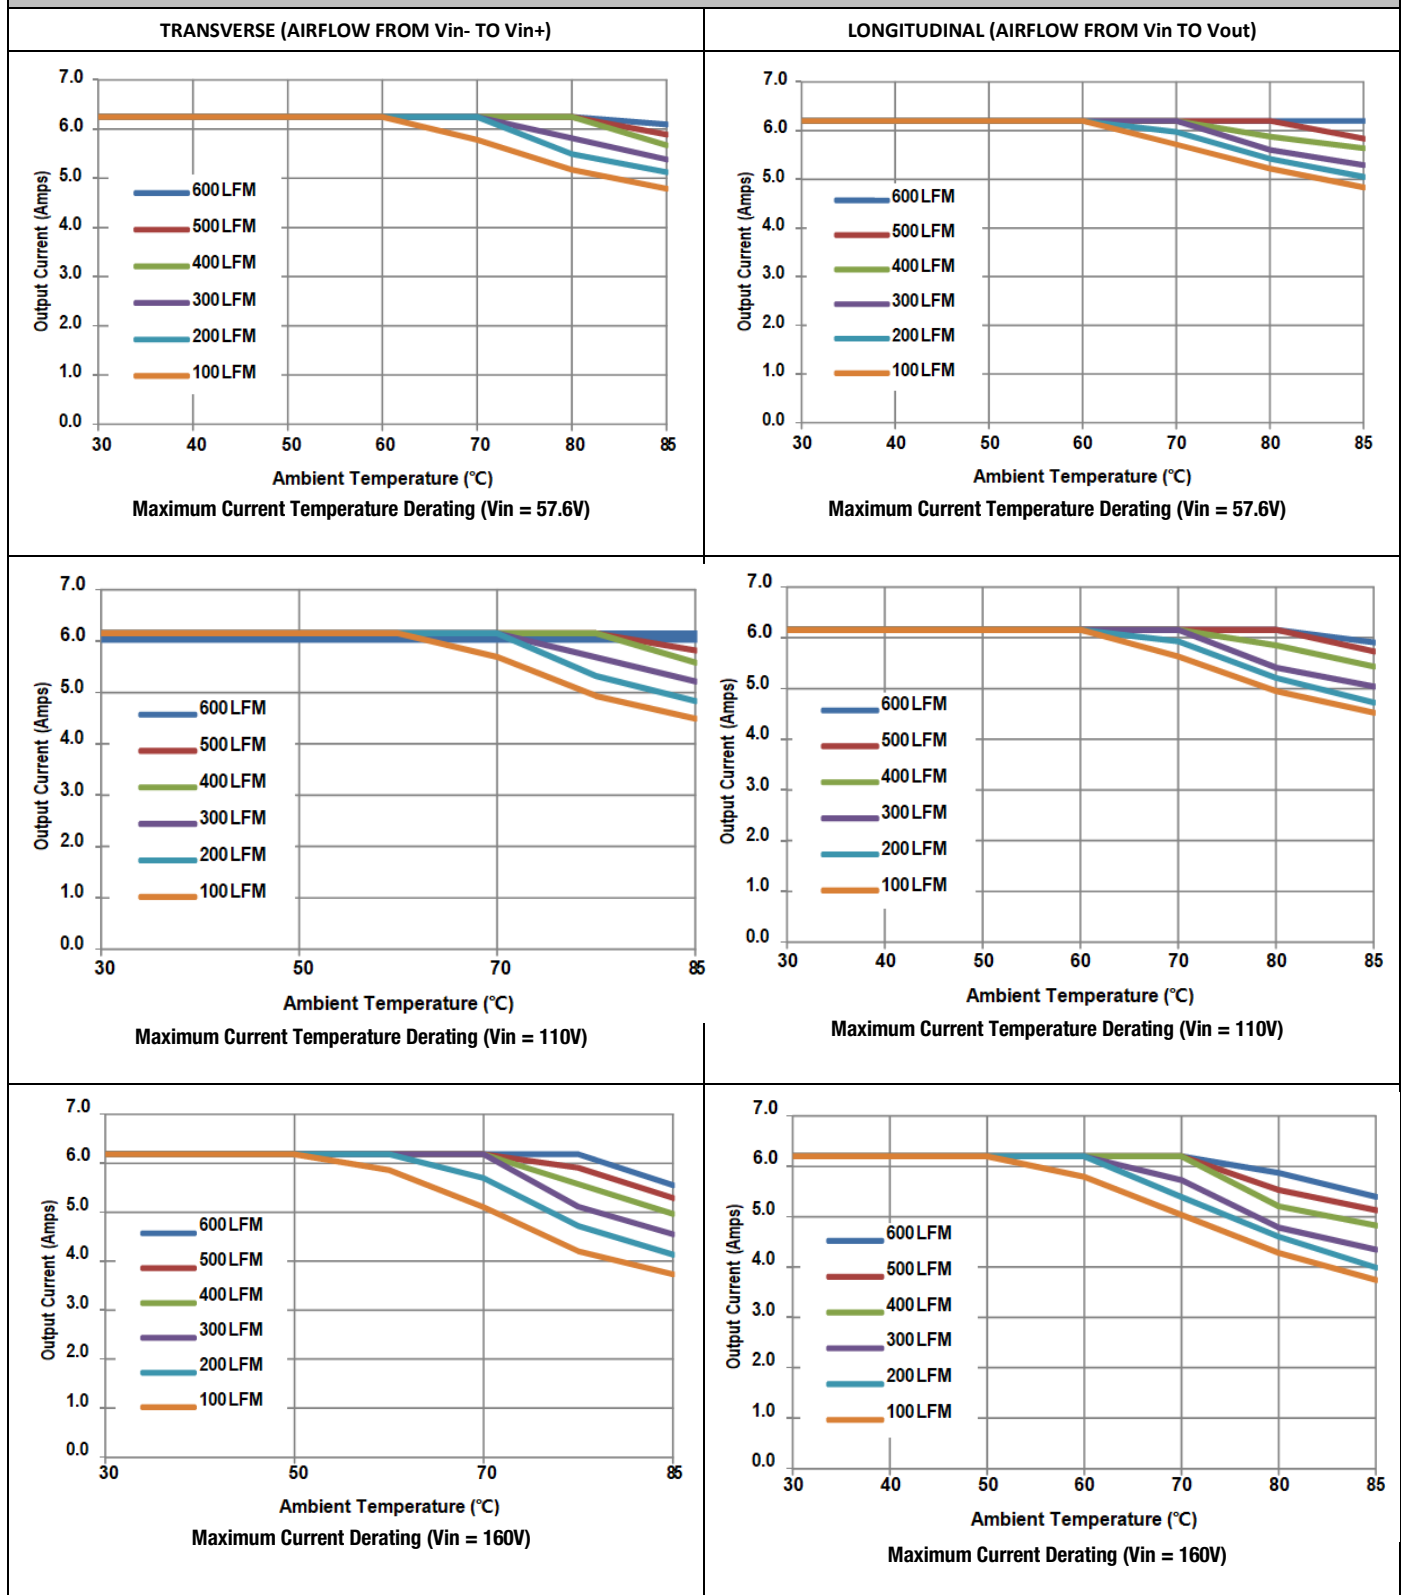 TRANSVERSE (AIRFLOW FROM Vin- TO Vin+)
LONGITUDINAL (AIRFLOW FROM Vin TO Vout)
7.0
6.0
5.0
4.0
3.0
2.0
1.0
0.0
Output Current (Amps)
600 LFM
500 LFM
400 LFM
300 LFM
200 LFM
100 LFM
30 40 50 60 70 80 85
Ambient Temperature (℃)
Maximum Current Temperature Derating (Vin = 57.6V)
7.0
6.0
5.0
4.0
3.0
2.0
1.0
0.0
Output Current (Amps)
600 LFM
500 LFM
400 LFM
300 LFM
200 LFM
100 LFM
30 40 50 60 70 80 85
Ambient Temperature (℃)
Maximum Current Temperature Derating (Vin = 57.6V)
7.0
6.0
5.0
4.0
3.0
2.0
1.0
0.0
Output Current (Amps)
600 LFM
500 LFM
400 LFM
300 LFM
200 LFM
100 LFM
30 50 70 85
Ambient Temperature (℃)
Maximum Current Temperature Derating (Vin = 110V)
7.0
6.0
5.0
4.0
3.0
2.0
1.0
0.0
Output Current (Amps)
600 LFM
500 LFM
400 LFM
300 LFM
200 LFM
100 LFM
30 40 50 60 70 80 85
Ambient Temperature (℃)
Maximum Current Temperature Derating (Vin = 110V)
7.0
6.0
5.0
4.0
3.0
2.0
1.0
0.0
Output Current (Amps)
600 LFM
500 LFM
400 LFM
300 LFM
200 LFM
100 LFM
30 50 70 85
Ambient Temperature (℃)
Maximum Current Derating (Vin = 160V)
7.0
6.0
5.0
4.0
3.0
2.0
1.0
0.0
Output Current (Amps)
600 LFM
500 LFM
400 LFM
300 LFM
200 LFM
100 LFM
30 40 50 60 70 80 85
Ambient Temperature (℃)
Maximum Current Derating (Vin = 160V)